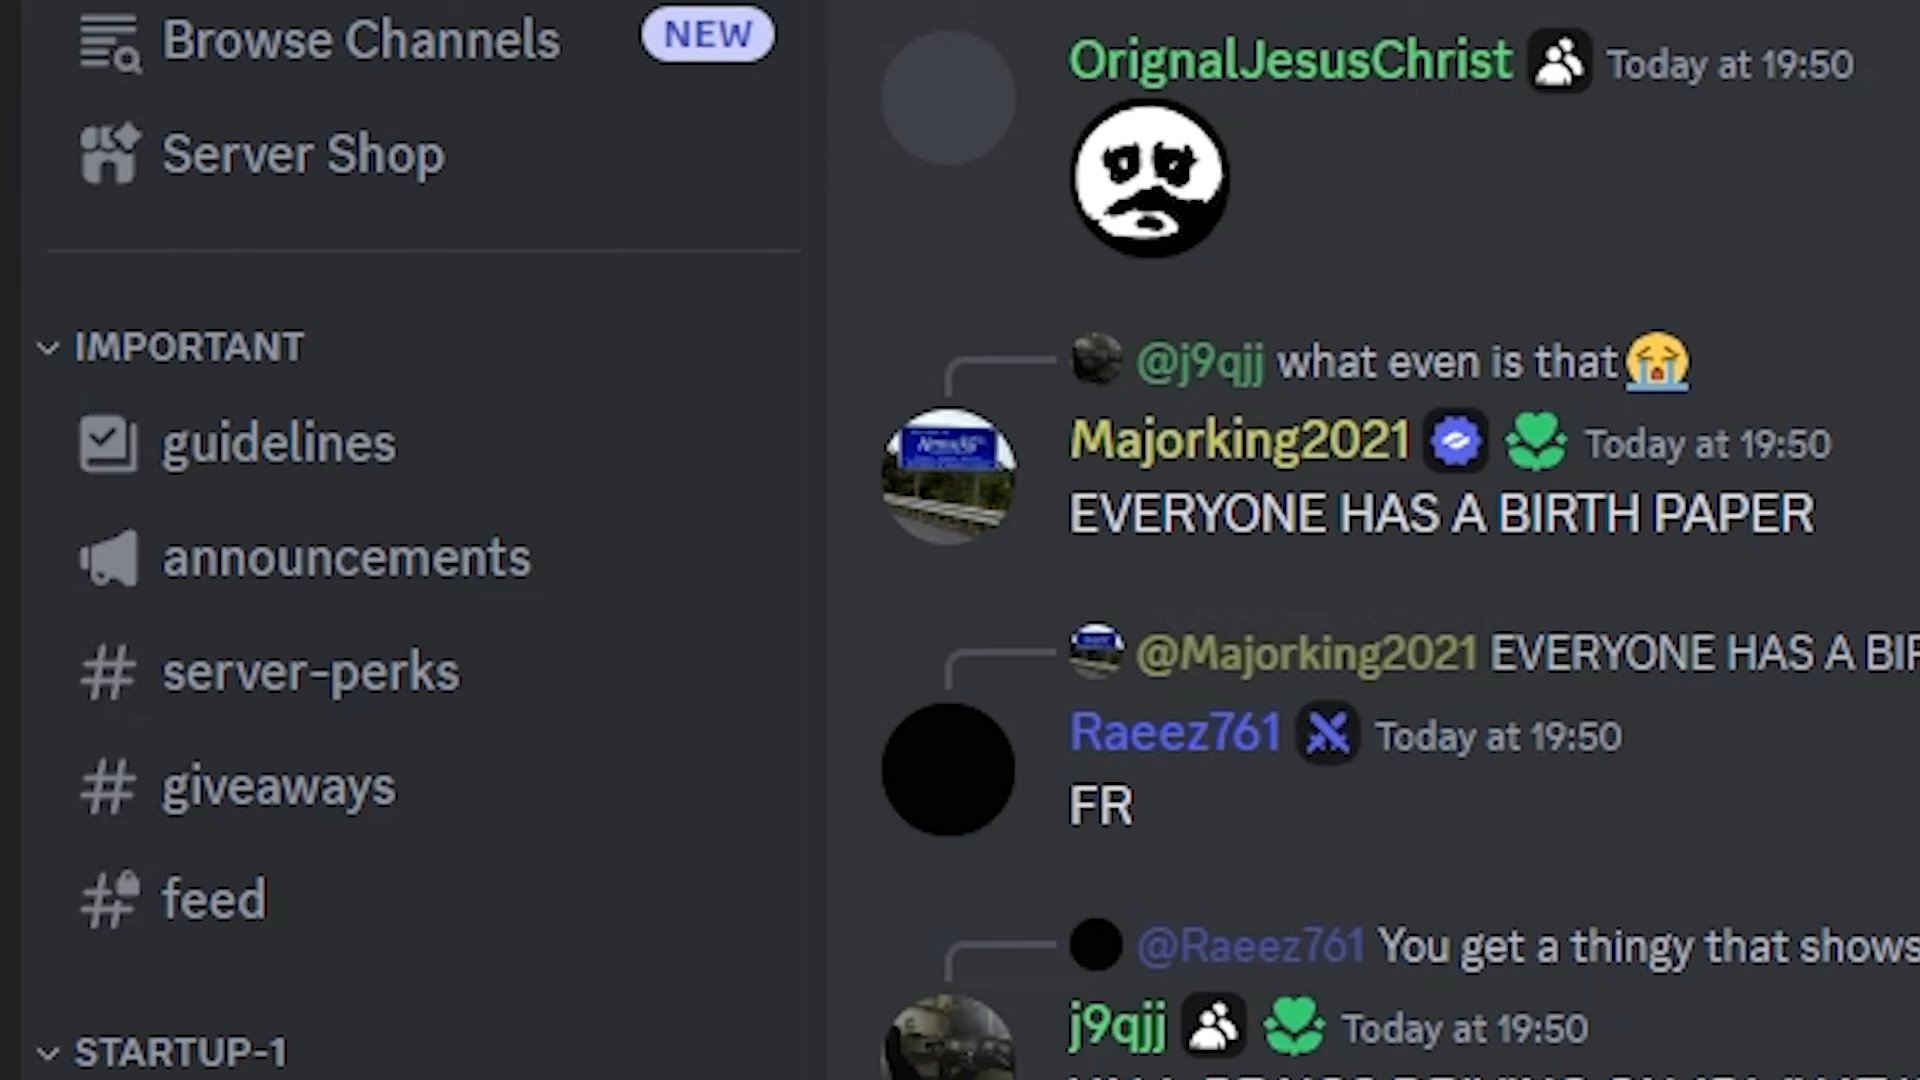 Browse Channels NEW
Server Shop
IMPORTANT
guidelines
announcements
server-perks
giveaways
feed
STARTUP-1
OrignalJesusChrist Today at 19:50
@j9qjj what even is that😭
Majorking2021 Today at 19:50
EVERYONE HAS A BIRTH PAPER
@Majorking2021 EVERYONE HAS A BIR
Raeez761 Today at 19:50
FR
@Raeez761 You get a thingy that shows
j9qjj Today at 19:50